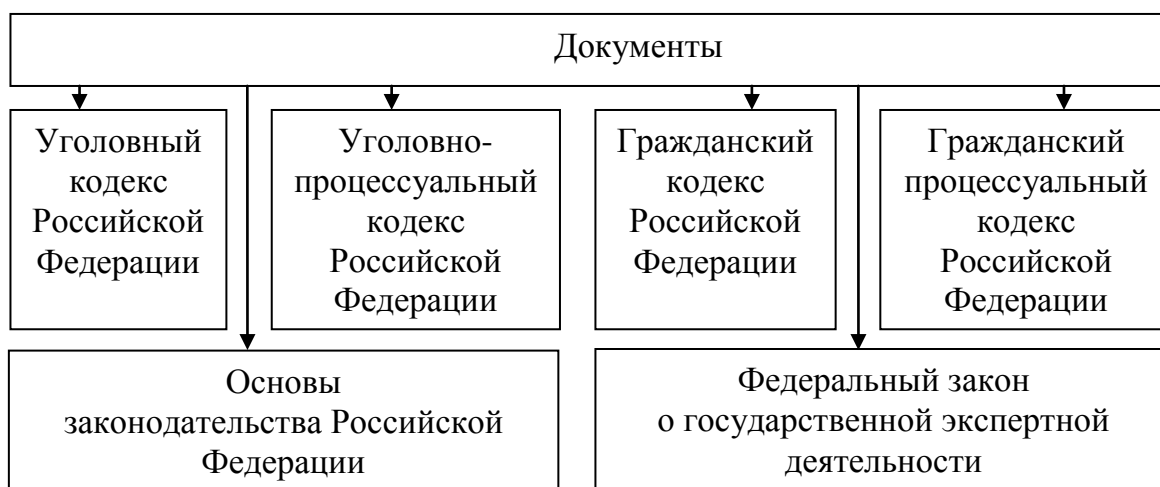 Документы
Уголовный
кодекс
Российской
Федерации
Уголовно-
процессуальный
кодекс
Российской
Федерации
Гражданский
кодекс
Российской
Федерации
Гражданский
процессуальный
кодекс
Российской
Федерации
Основы
законодательства Российской
Федерации
Федеральный закон
о государственной экспертной
деятельности